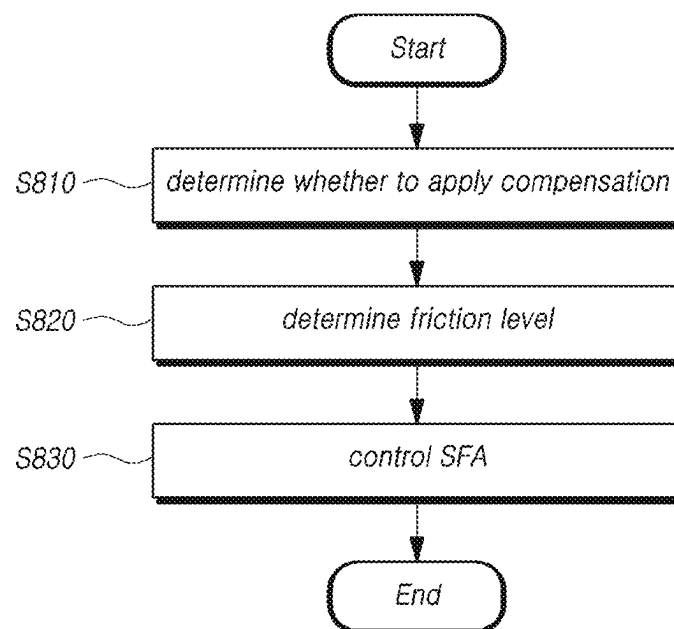 Start
S810 determine whether to apply compensation
S820 determine friction level
S830 control SFA
End